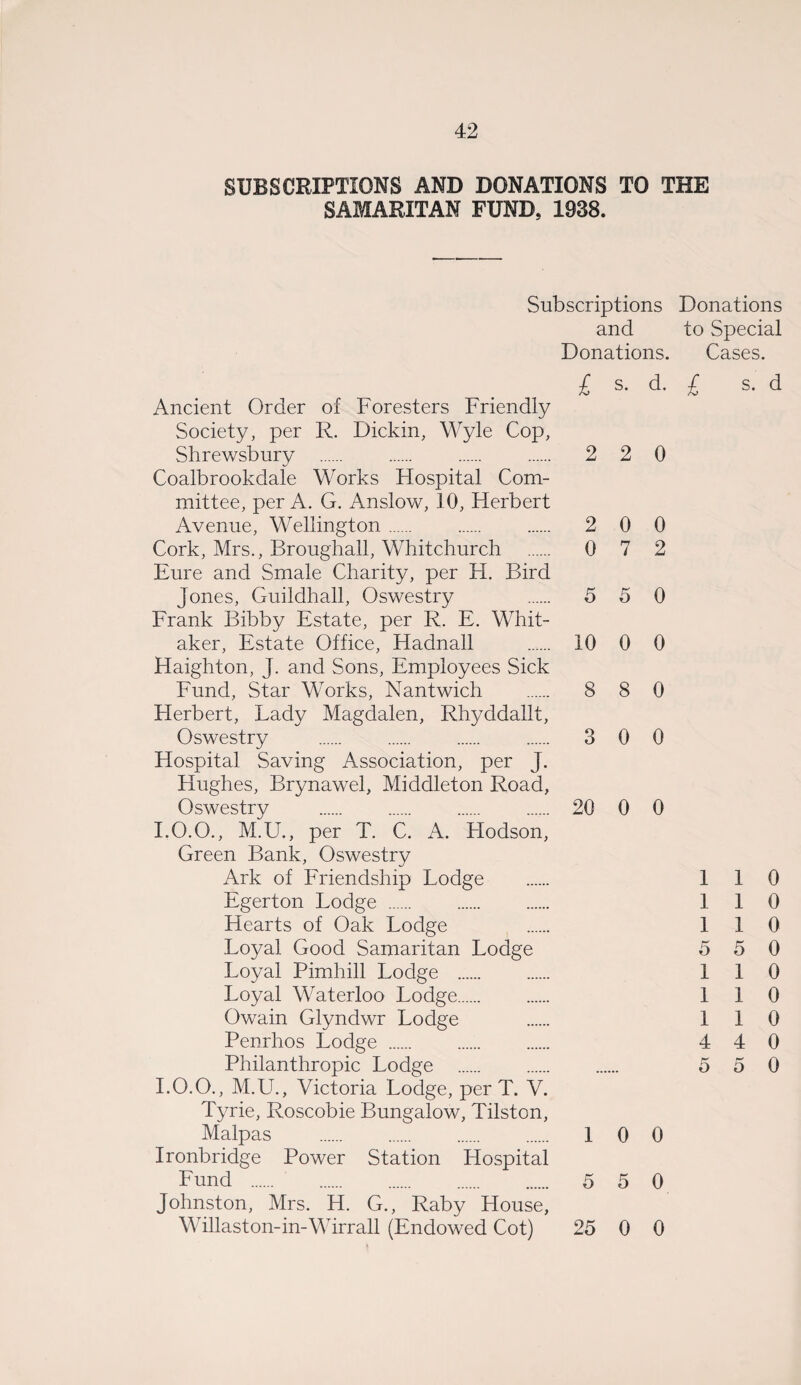 42
SUBSCRIPTIONS AND DONATIONS TO THE
SAMARITAN FUND, 1938.
Subscriptions Donations
and to Special
Donations. Cases.
£ s. d. £ s. d
Ancient Order of Foresters Friendly
Society, per R. Dickin, Wyle Cop,
Shrewsbury ...... ...... ...... ...... 2 2 0
Coalbrookdale Works Hospital Com-
mittee, per A. G. Anslow, 10, Herbert
Avenue, Wellington ...... ...... ...... 2 0 0
Cork, Mrs., Broughall, Whitchurch ...... 0 7 2
Eure and Smale Charity, per H. Bird
Jones, Guildhall, Oswestry ...... 5 5 0
Frank Bibby Estate, per R. E. Whit-
aker, Estate Office, Hadnall ...... 10 0 0
Haighton, J. and Sons, Employees Sick
Fund, Star Works, Nantwich ...... 8 8 0
Herbert, Lady Magdalen, Rhyddallt,
Oswestry ...... ...... ...... ...... 3 0 0
Hospital Saving Association, per J.
Hughes, Brynawel, Middleton Road,
Oswestry ...... ...... ...... ...... 20 0 0
I.O.O., M.U., per T. C. A. Hodson,
Green Bank, Oswestry
Ark of Friendship Lodge ...... 1 1 0
Egerton Lodge ...... ...... ...... 1 1 0
Hearts of Oak Lodge ...... 1 1 0
Loyal Good Samaritan Lodge 5 5 0
Loyal Pimhill Lodge ...... ...... 1 1 0
Loyal Waterloo Lodge...... ...... 1 1 0
Owain Glyndwr Lodge ...... 1 1 0
Penrhos Lodge ...... ...... ...... 4 4 0
Philanthropic Lodge ...... ...... ...... 5 5 0
I.O.O., M.U., Victoria Lodge, per T. V.
Tyrie, Roscobie Bungalow, Tilston,
Malpas ...... ...... ...... ...... 1 0 0
Ironbridge Power Station Hospital
Fund ...... ...... ...... ...... ...... 5 5 0
Johnston, Mrs. H. G., Raby House,
Willaston-in-Wirrall (Endowed Cot) 25 0 0